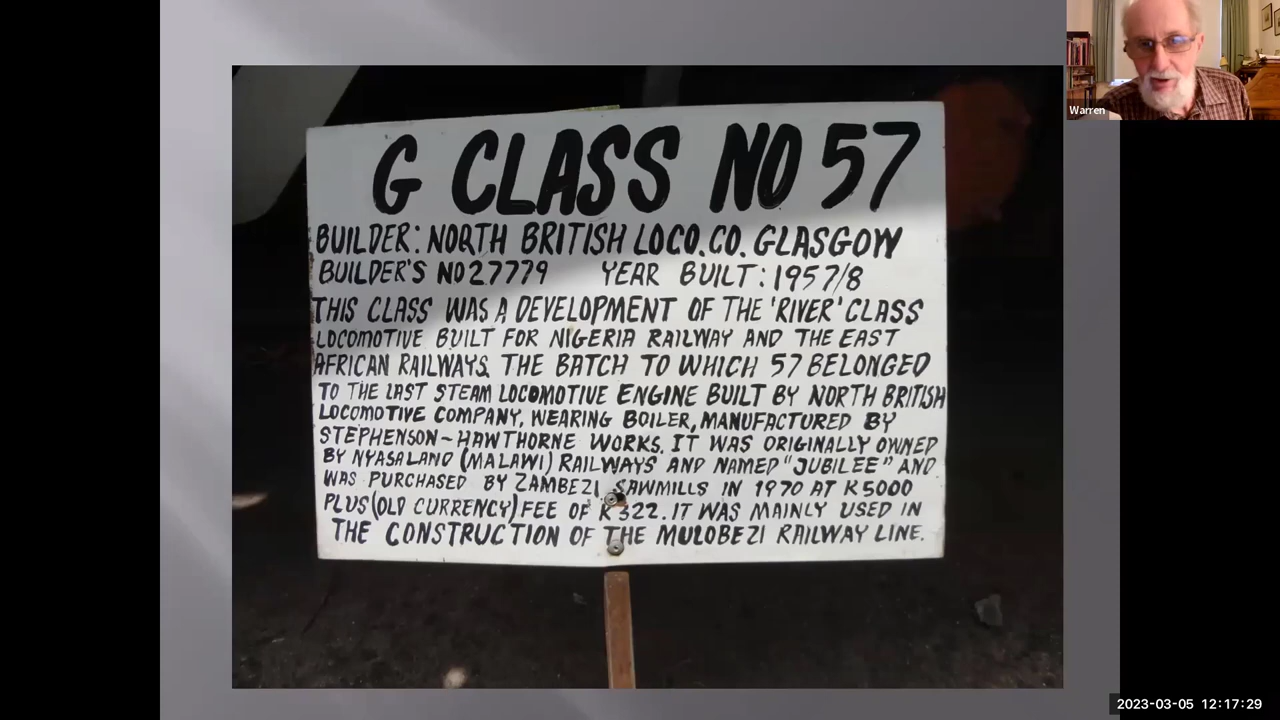 G CLASS NO 57
BUILDER: NORTH BRITISH LOCO.CO. GLASGOW
BUILDER'S NO 27779 YEAR BUILT: 1957/8
THIS CLASS WAS A DEVELOPMENT OF THE 'RIVER' CLASS
LOCOMOTIVE BUILT FOR NIGERIA RAILWAY AND THE EAST
AFRICAN RAILWAYS. THE BATCH TO WHICH 57 BELONGED
TO THE LAST STEAM LOCOMOTIVE ENGINE BUILT BY NORTH BRITISH
LOCOMOTIVE COMPANY, WEARING BOILER, MANUFACTURED BY
STEPHENSON-HAWTHORNE WORKS. IT WAS ORIGINALLY OWNED
BY NYASALAND (MALAWI) RAILWAYS AND NAMED "JUBILEE" AND
WAS PURCHASED BY ZAMBEZI SAWMILLS IN 1970 AT K5000
PLUS (OLD CURRENCY) FEE OF K322. IT WAS MAINLY USED IN
THE CONSTRUCTION OF THE MULOBEZI RAILWAY LINE.
Warren
2023-03-05 12:17:29